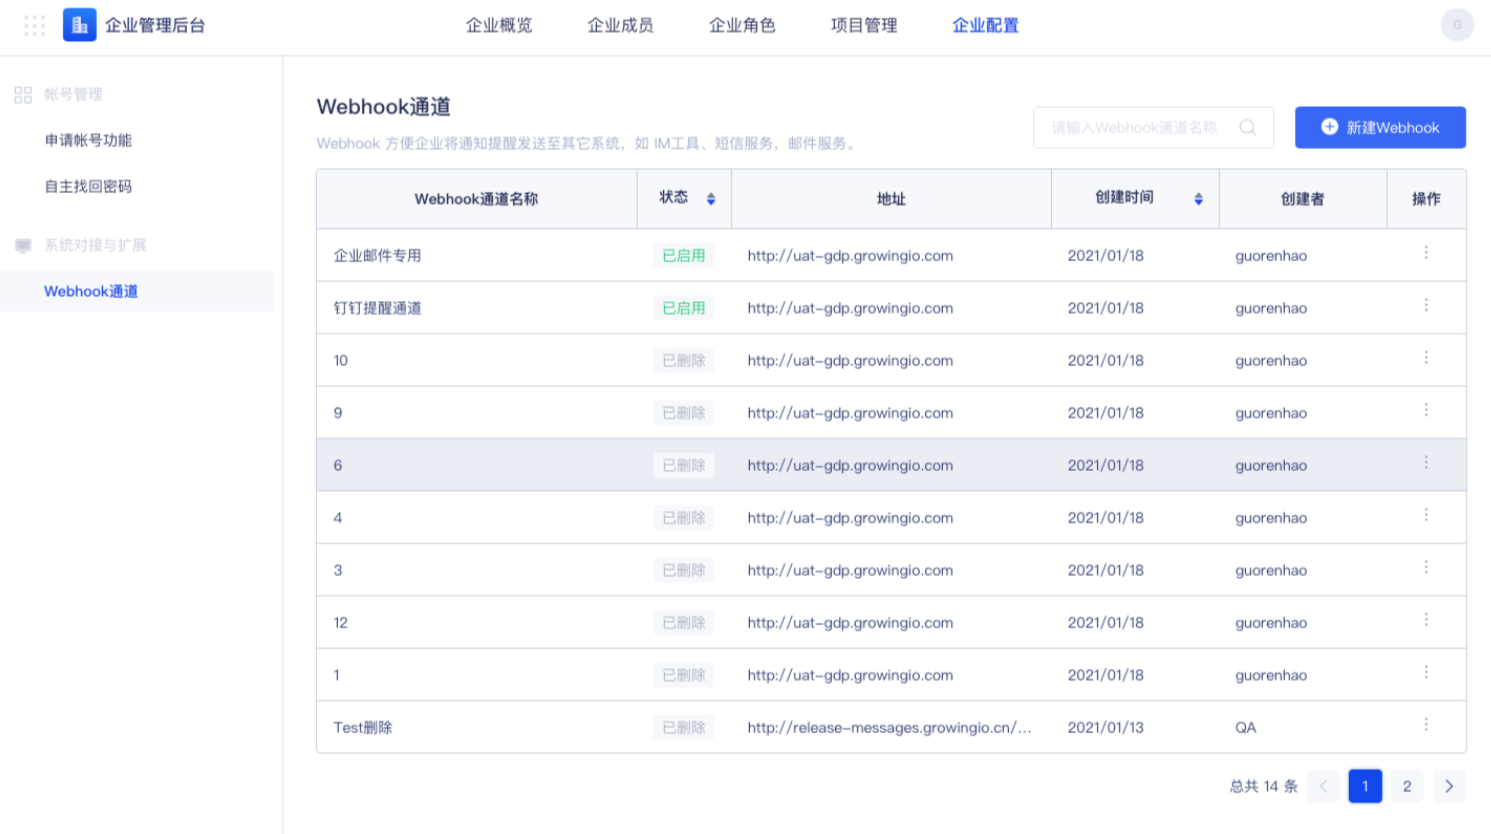 企业管理后台 企业概览 企业成员 企业角色 项目管理 企业配置 G
帐号管理
申请帐号功能
自主找回密码
系统对接与扩展
Webhook通道
Webhook通道
Webhook 方便企业将通知提醒发送至其它系统，如 IM工具、短信服务，邮件服务。
请输入Webhook通道名称
新建Webhook
Webhook通道名称 状态 地址 创建时间 创建者 操作
企业邮件专用 已启用 http://uat-gdp.growingio.com 2021/01/18 guorenhao
钉钉提醒通道 已启用 http://uat-gdp.growingio.com 2021/01/18 guorenhao
10 已删除 http://uat-gdp.growingio.com 2021/01/18 guorenhao
9 已删除 http://uat-gdp.growingio.com 2021/01/18 guorenhao
6 已删除 http://uat-gdp.growingio.com 2021/01/18 guorenhao
4 已删除 http://uat-gdp.growingio.com 2021/01/18 guorenhao
3 已删除 http://uat-gdp.growingio.com 2021/01/18 guorenhao
12 已删除 http://uat-gdp.growingio.com 2021/01/18 guorenhao
1 已删除 http://uat-gdp.growingio.com 2021/01/18 guorenhao
Test删除 已删除 http://release-messages.growingio.cn/... 2021/01/13 QA
总共 14 条 1 2